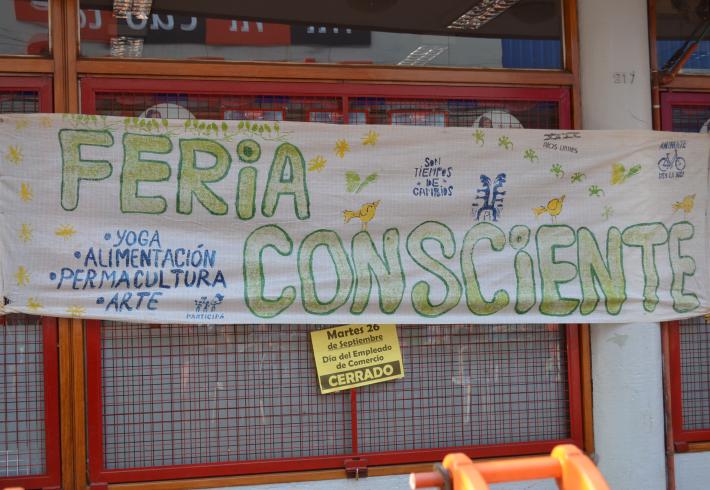 FERiA
CONSCiENTE
•YOGA
•ALIMENTACIÓN
•PERMACULTURA
•ARTE
PARTICIPA
SON
TIEMPOS
DE
CAMBIOS
ANIMATE
217
Martes 26
de Septiembre
Día del Empleado
de Comercio
CERRADO